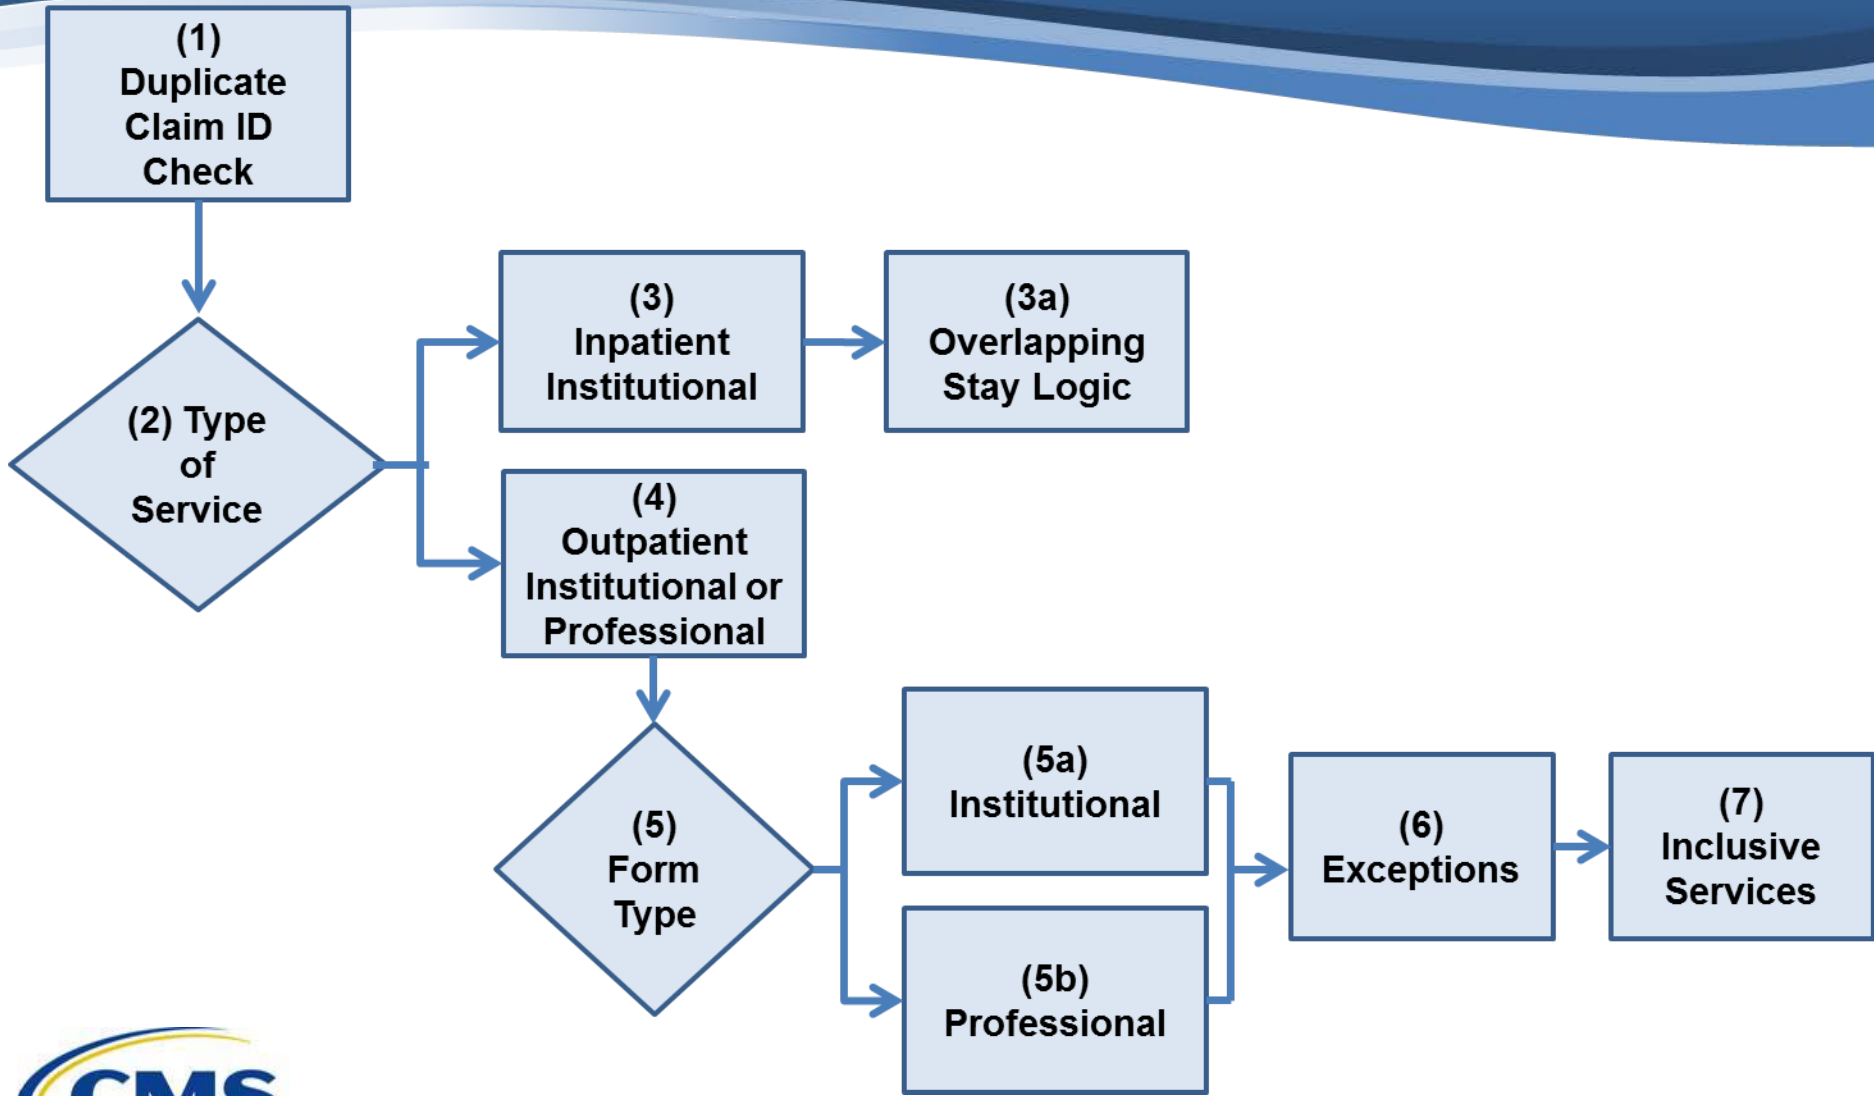 (1)
Duplicate
Claim ID
Check
(2) Type
of
Service
(3)
Inpatient
Institutional
(3a)
Overlapping
Stay Logic
(4)
Outpatient
Institutional or
Professional
(5)
Form
Type
(5a)
Institutional
(5b)
Professional
(6)
Exceptions
(7)
Inclusive
Services
CMS